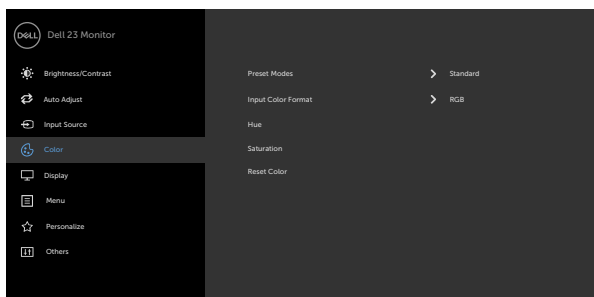 DELL Dell 23 Monitor
Brightness/Contrast Preset Modes Standard
Auto Adjust Input Color Format RGB
Input Source Hue
Color Saturation
Display Reset Color
Menu
Personalize
Others